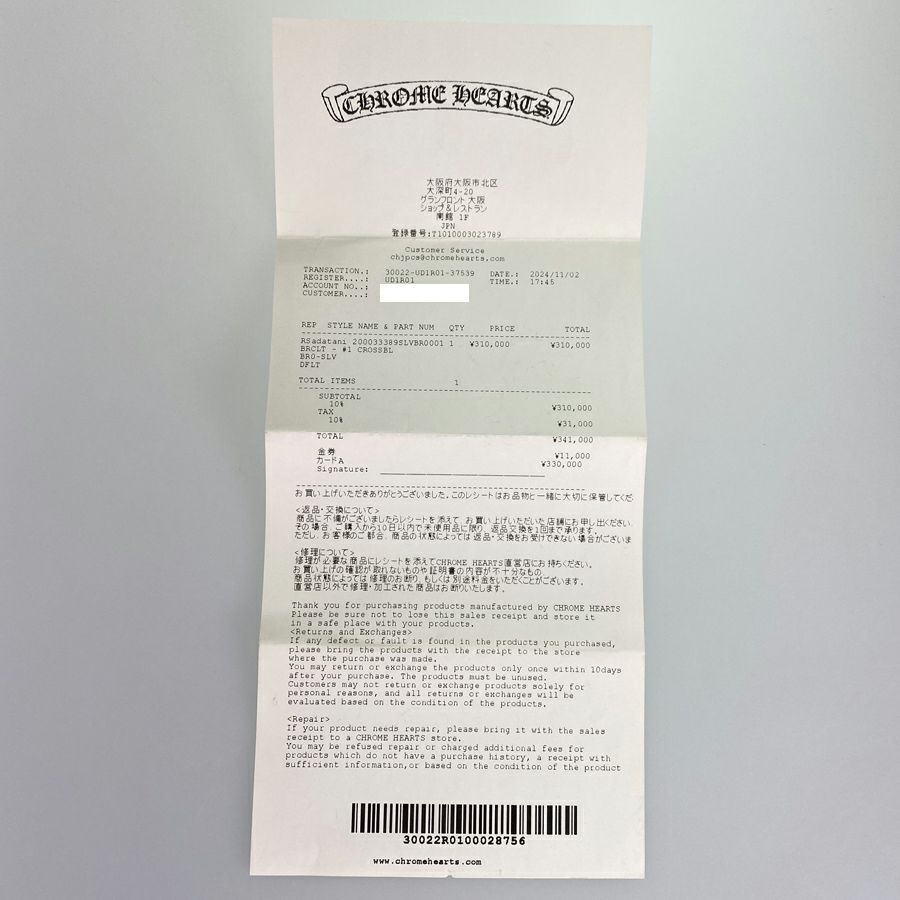 CHROME HEARTS
大阪府大阪市北区
大深町4-20
グランフロント大阪
ショップ&レストラン
南館 1F
JPN
登録番号:T1010003023789
Customer Service
chjpcs@chromehearts.com
TRANSACTION.: 30022-UD1R01-37539 DATE.: 2024/11/02
REGISTER....: UD1R01 TIME.: 17:45
ACCOUNT NO..:
CUSTOMER....:
REP STYLE NAME & PART NUM QTY PRICE TOTAL
RSadatani 200033389SLVBR0001 1 ¥310,000 ¥310,000
BRCLT - #1 CROSSBL
BR0-SLV
DFLT
TOTAL ITEMS 1
SUBTOTAL
10% ¥310,000
TAX
10% ¥31,000
TOTAL ¥341,000
金券 ¥11,000
カードA ¥330,000
Signature:
お買い上げいただきありがとうございました。このレシートはお品物と一緒に大切に保管してくだ
<返品・交換について>
商品に不備がございましたらレシートを添えて、お買い上げいただいた店舗にお申し出ください。
その場合、ご購入から10日以内で未使用品に限り、返品交換を1回まで承ります。
ただし、お客様のご都合、商品の状態によっては返品・交換をお受けできない場合がございま
<修理について>
修理が必要な商品にレシートを添えてCHROME HEARTS直営店にお持ちください。
お買い上げの確認が取れないものや証明書の内容が不十分なもの、
商品状態によっては修理のお断り、もしくは別途料金をいただくことがございます。
直営店以外で修理・加工された商品はお断りいたします。
Thank you for purchasing products manufactured by CHROME HEARTS
Please be sure not to lose this sales receipt and store it
in a safe place with your products.
<Returns and Exchanges>
If any defect or fault is found in the products you purchased,
please bring the products with the receipt to the store
where the purchase was made.
You may return or exchange the products only once within 10days
after your purchase. The products must be unused.
Customers may not return or exchange products solely for
personal reasons, and all returns or exchanges will be
evaluated based on the condition of the products.
<Repair>
If your product needs repair, please bring it with the sales
receipt to a CHROME HEARTS store.
You may be refused repair or charged additional fees for
products which do not have a purchase history, a receipt with
sufficient information,or based on the condition of the product
30022R0100028756
www.chromehearts.com